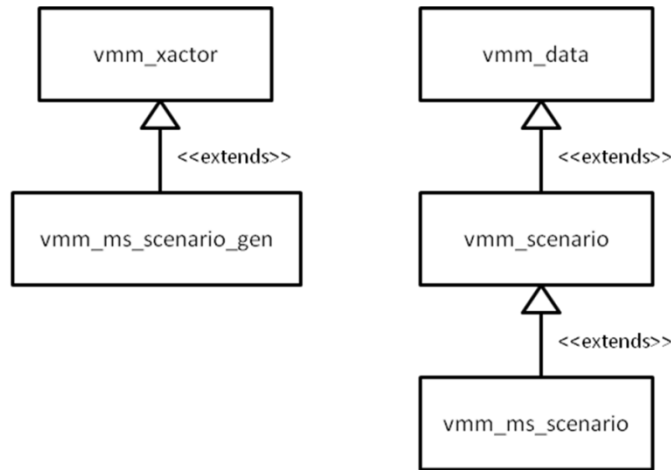 vmm_xactor
vmm_data
<<extends>>
<<extends>>
vmm_ms_scenario_gen
vmm_scenario
<<extends>>
vmm_ms_scenario